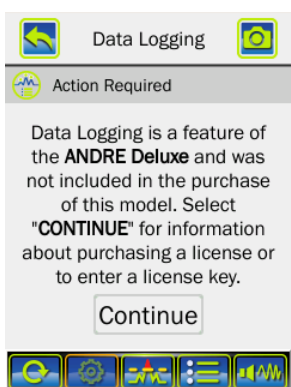 Data Logging
Action Required
Data Logging is a feature of
the ANDRE Deluxe and was
not included in the purchase
of this model. Select
"CONTINUE" for information
about purchasing a license or
to enter a license key.
Continue